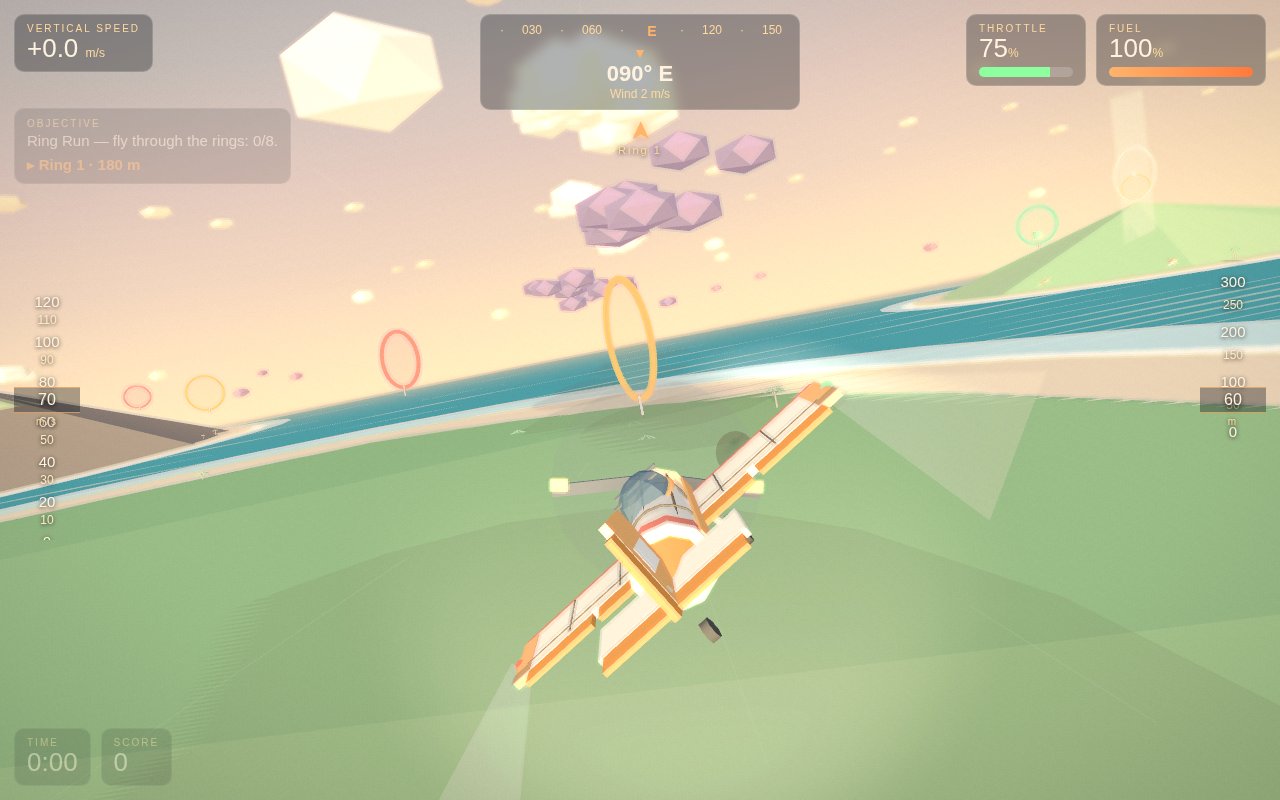 VERTICAL SPEED
+0.0 m/s
· 030 · 060 · E · 120 · 150
090° E
Wind 2 m/s
THROTTLE
75%
FUEL
100%
OBJECTIVE
Ring Run — fly through the rings: 0/8.
▸ Ring 1 · 180 m
Ring 1
120
110
100
90
80
70
50
40
30
20
10
300
250
200
150
100
60
m
0
TIME
0:00
SCORE
0